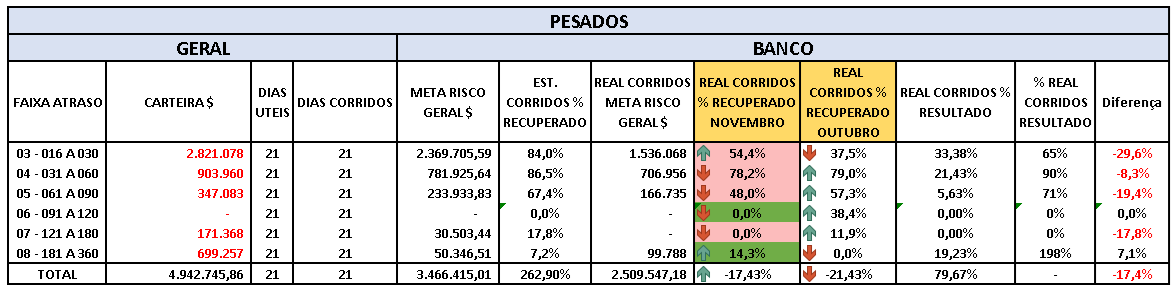 PESADOS
GERAL BANCO
FAIXA ATRASO CARTEIRA $ DIAS UTEIS DIAS CORRIDOS META RISCO GERAL $ EST. CORRIDOS % RECUPERADO REAL CORRIDOS META RISCO GERAL $ REAL CORRIDOS % RECUPERADO NOVEMBRO REAL CORRIDOS % RECUPERADO OUTUBRO REAL CORRIDOS % RESULTADO % REAL CORRIDOS RESULTADO Diferença
03 - 016 A 030 2.821.078 21 21 2.369.705,59 84,0% 1.536.068 54,4% 37,5% 33,38% 65% -29,6%
04 - 031 A 060 903.960 21 21 781.925,64 86,5% 706.956 78,2% 79,0% 21,43% 90% -8,3%
05 - 061 A 090 347.083 21 21 233.933,83 67,4% 166.735 48,0% 57,3% 5,63% 71% -19,4%
06 - 091 A 120 - 21 21 - 0,0% - 0,0% 38,4% 0,00% 0% 0,0%
07 - 121 A 180 171.368 21 21 30.503,44 17,8% - 0,0% 11,9% 0,00% 0% -17,8%
08 - 181 A 360 699.257 21 21 50.346,51 7,2% 99.788 14,3% 0,0% 19,23% 198% 7,1%
TOTAL 4.942.745,86 21 21 3.466.415,01 262,90% 2.509.547,18 -17,43% -21,43% 79,67% - -17,4%